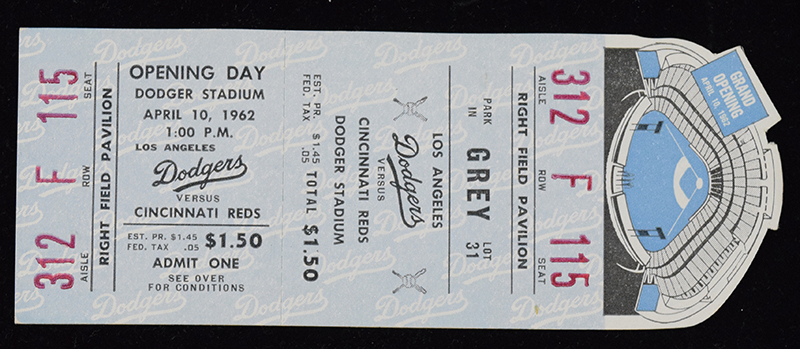 115 SEAT
F ROW
312 AISLE
RIGHT FIELD PAVILION
OPENING DAY
DODGER STADIUM
APRIL 10, 1962
1:00 P.M.
LOS ANGELES
Dodgers
VERSUS
CINCINNATI REDS
EST. PR. $1.45
FED. TAX .05
$1.50
ADMIT ONE
SEE OVER
FOR CONDITIONS
EST. PR. $1.45
FED. TAX .05
TOTAL $1.50
DODGER STADIUM
CINCINNATI REDS
VERSUS
Dodgers
LOS ANGELES
PARK
IN
GREY
LOT
31
RIGHT FIELD PAVILION
AISLE 312
ROW F
SEAT 115
GRAND
OPENING
APRIL 10, 1962
Dodgers